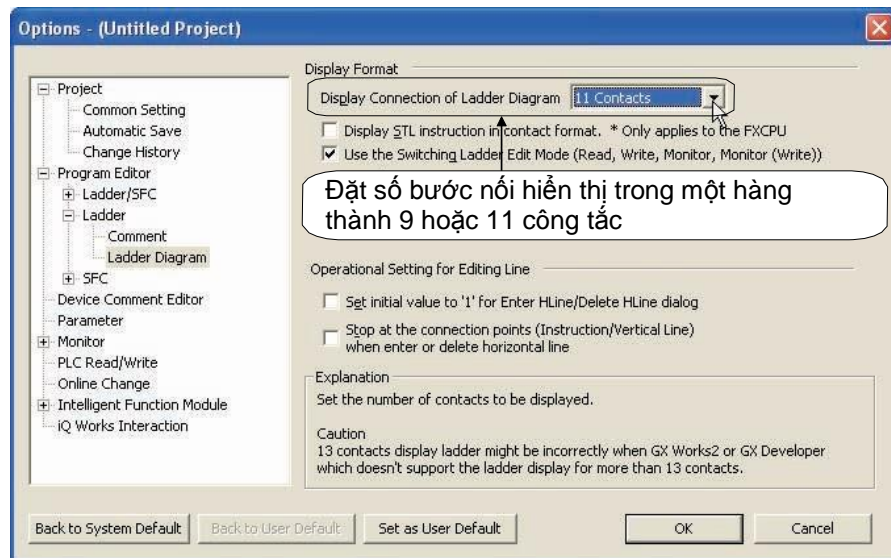 Options - (Untitled Project)
Project
Common Setting
Automatic Save
Change History
Program Editor
Ladder/SFC
Ladder
Comment
Ladder Diagram
SFC
Device Comment Editor
Parameter
Monitor
PLC Read/Write
Online Change
Intelligent Function Module
iQ Works Interaction
Display Format
Display Connection of Ladder Diagram 11 Contacts
Display STL instruction in contact format. * Only applies to the FXCPU
Use the Switching Ladder Edit Mode (Read, Write, Monitor, Monitor (Write))
Đặt số bước nối hiển thị trong một hàng
thành 9 hoặc 11 công tắc
Operational Setting for Editing Line
Set initial value to '1' for Enter HLine/Delete HLine dialog
Stop at the connection points (Instruction/Vertical Line)
when enter or delete horizontal line
Explanation
Set the number of contacts to be displayed.
Caution
13 contacts display ladder might be incorrectly when GX Works2 or GX Developer
which doesn't support the ladder display for more than 13 contacts.
Back to System Default Back to User Default Set as User Default OK Cancel